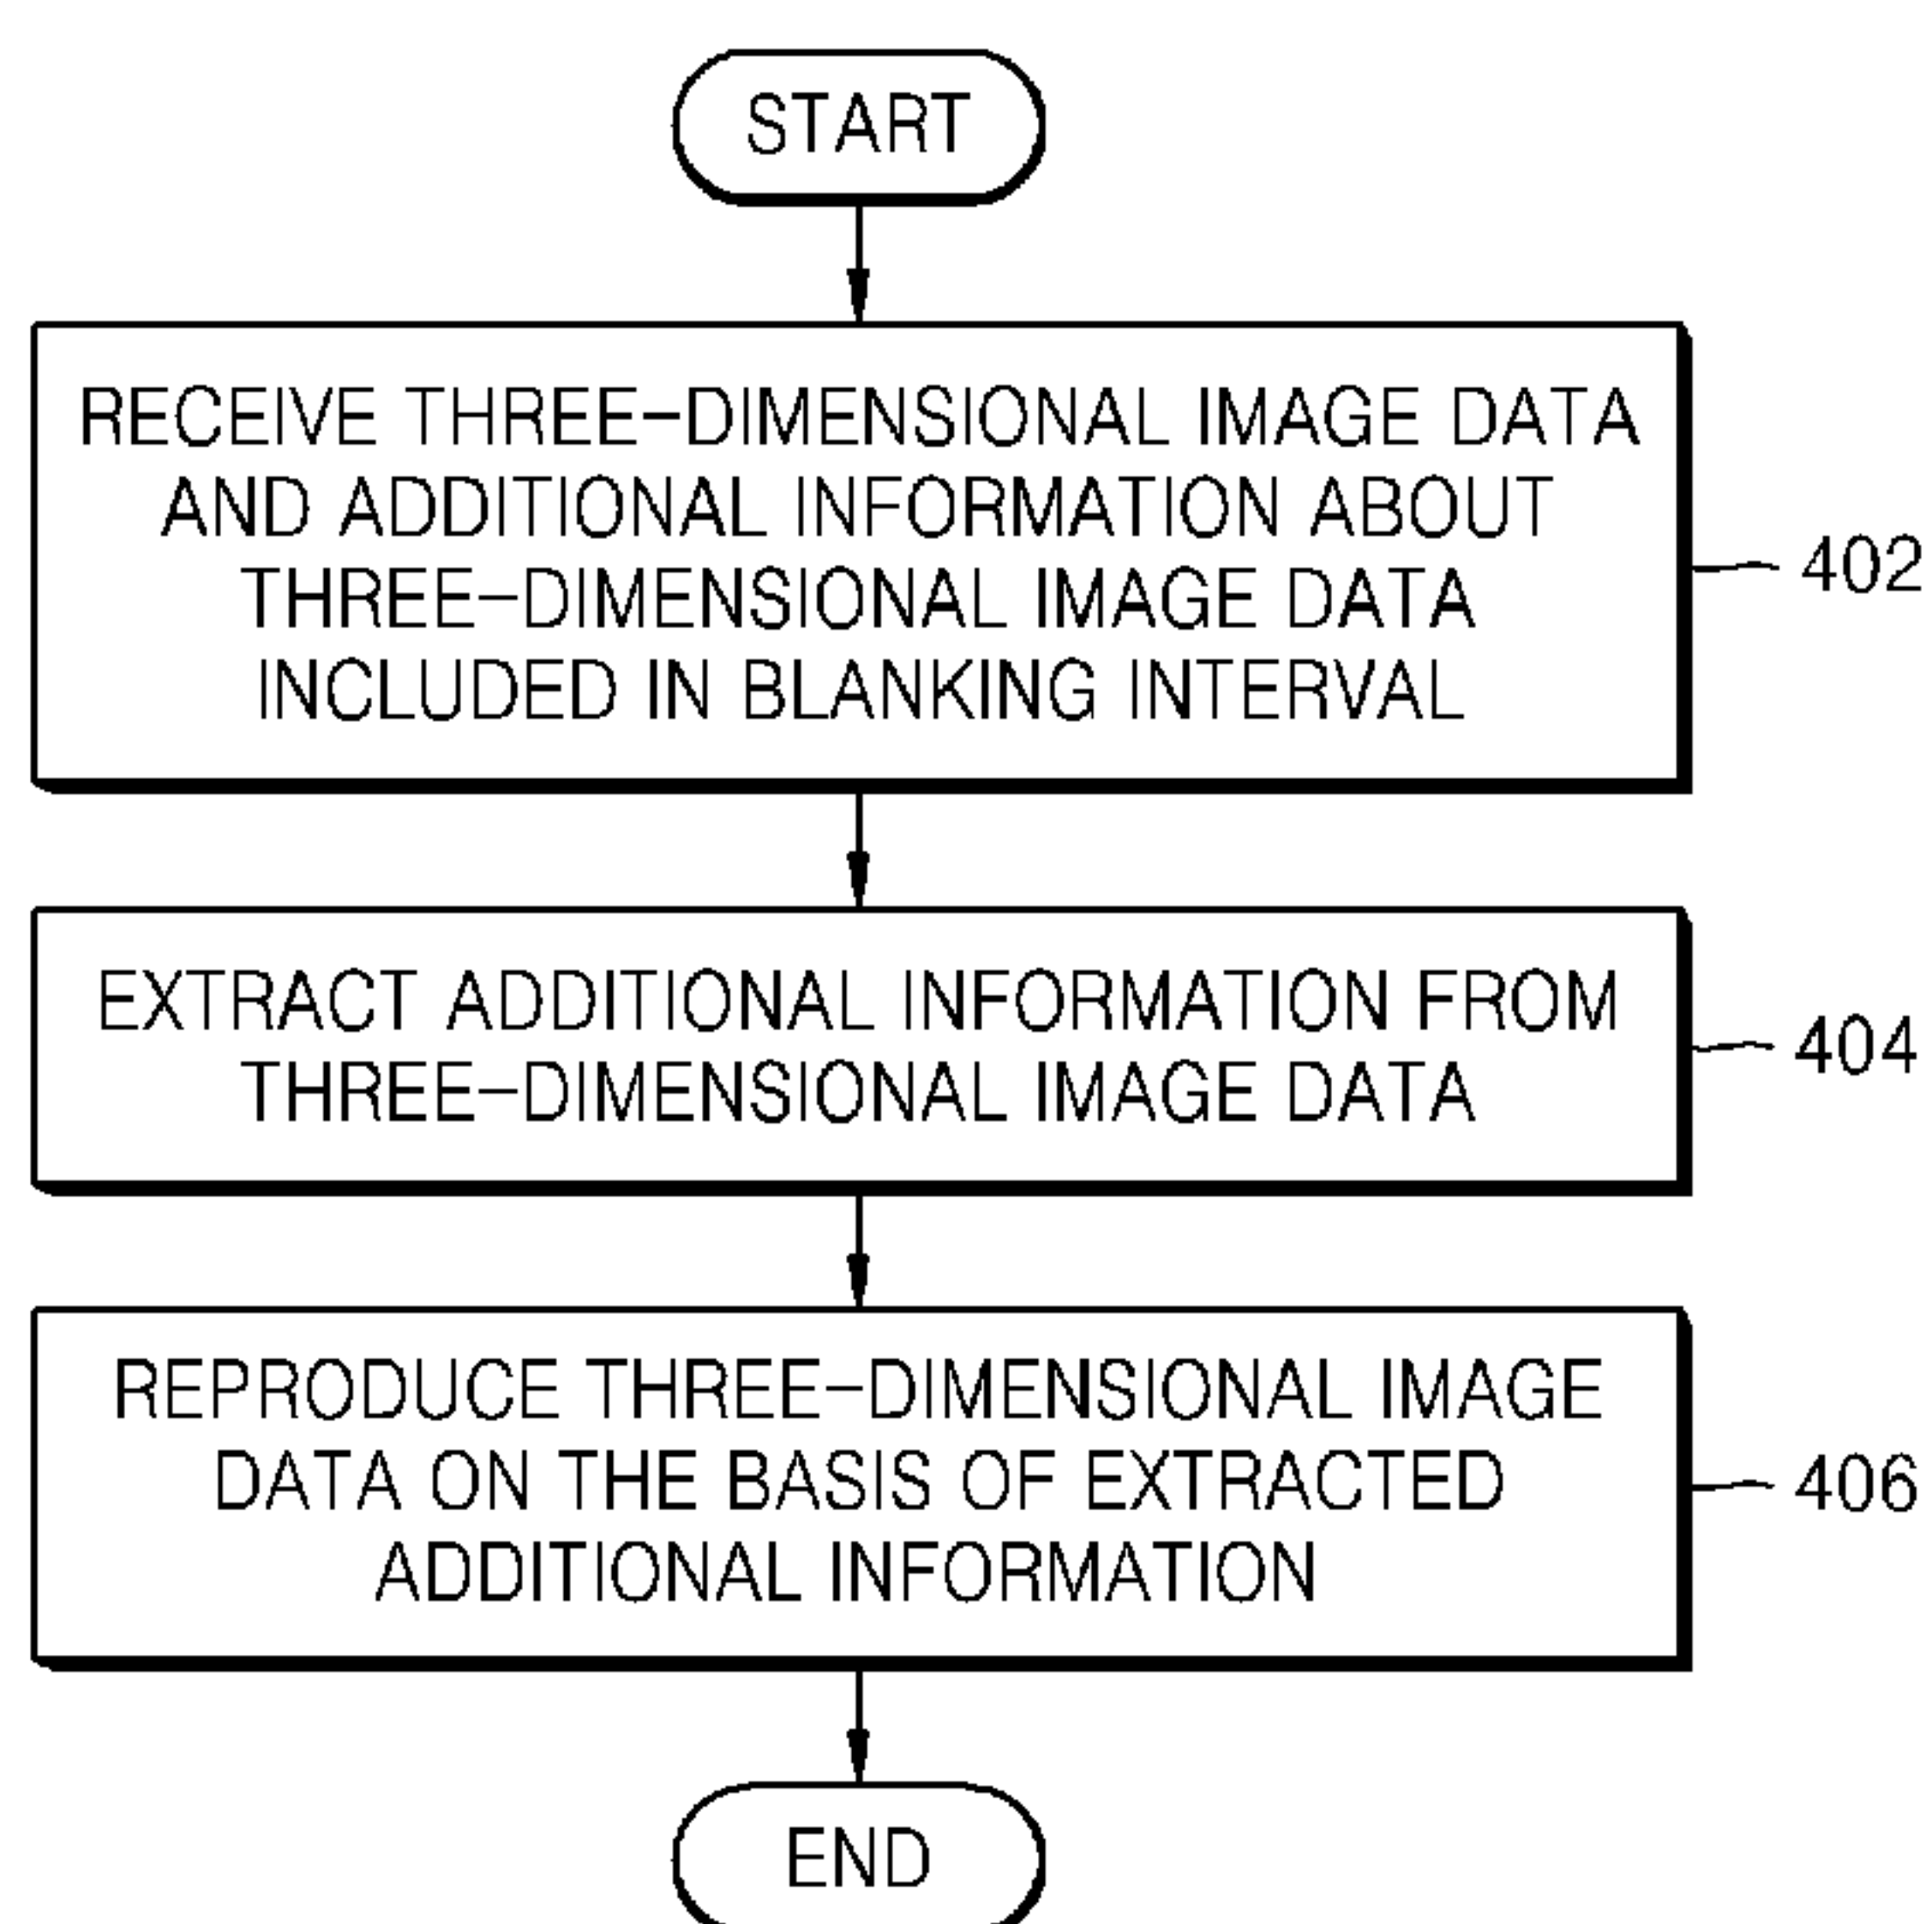 START
RECEIVE THREE-DIMENSIONAL IMAGE DATA
AND ADDITIONAL INFORMATION ABOUT
THREE-DIMENSIONAL IMAGE DATA
INCLUDED IN BLANKING INTERVAL
402
EXTRACT ADDITIONAL INFORMATION FROM
THREE-DIMENSIONAL IMAGE DATA
404
REPRODUCE THREE-DIMENSIONAL IMAGE
DATA ON THE BASIS OF EXTRACTED
ADDITIONAL INFORMATION
406
END